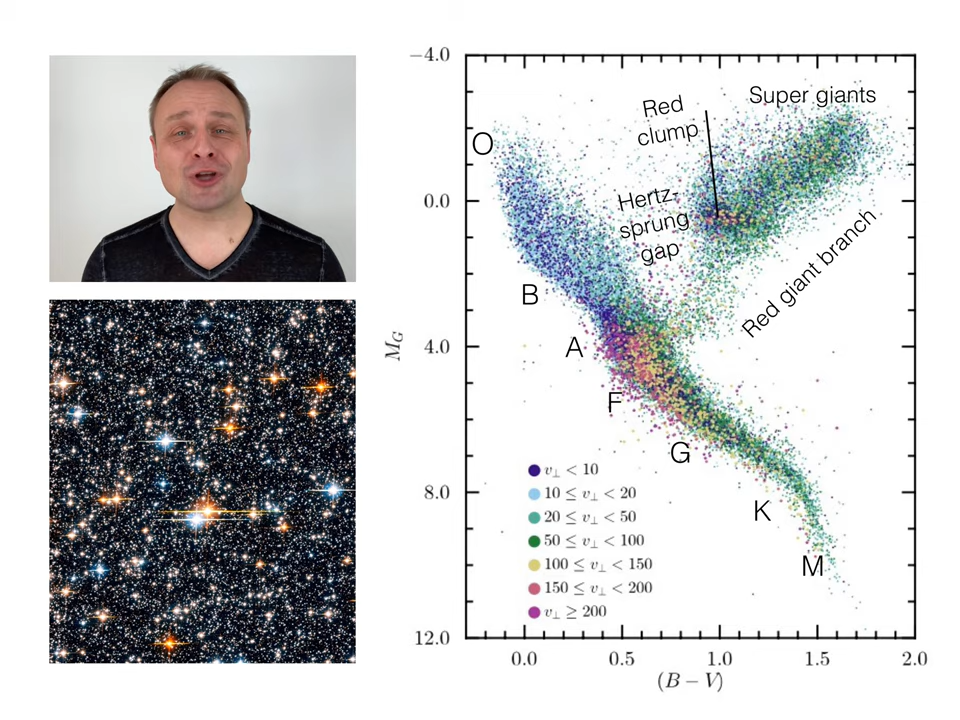 −4.0
0.0
4.0
8.0
12.0
M_G
O
B
A
F
G
K
M
Red
clump
Super giants
Hertz-
sprung
gap
Red giant branch
v⊥ < 10
10 ≤ v⊥ < 20
20 ≤ v⊥ < 50
50 ≤ v⊥ < 100
100 ≤ v⊥ < 150
150 ≤ v⊥ < 200
v⊥ ≥ 200
0.0 0.5 1.0 1.5 2.0
(B − V)